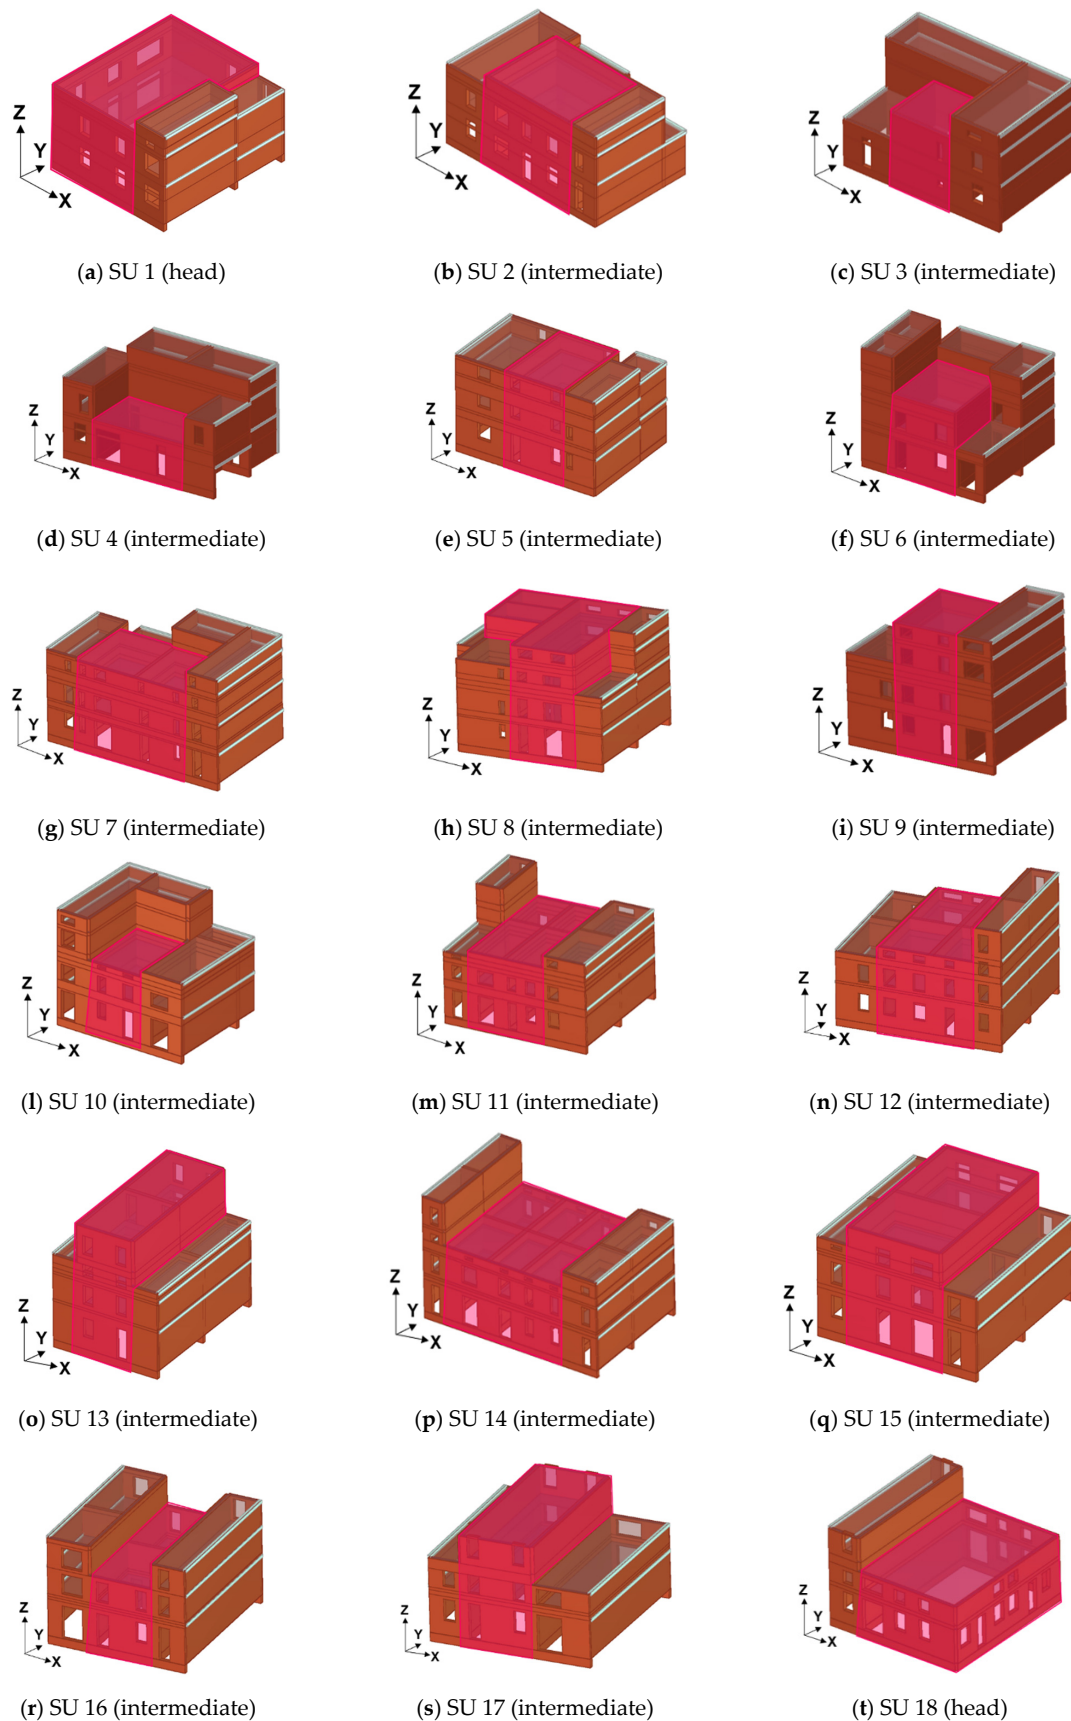 Z Y X Z Y X Z Y X
(a) SU 1 (head) (b) SU 2 (intermediate) (c) SU 3 (intermediate)
Z Y X Z Y X Z Y X
(d) SU 4 (intermediate) (e) SU 5 (intermediate) (f) SU 6 (intermediate)
Z Y X Z Y X Z Y X
(g) SU 7 (intermediate) (h) SU 8 (intermediate) (i) SU 9 (intermediate)
Z Y X Z Y X Z Y X
(l) SU 10 (intermediate) (m) SU 11 (intermediate) (n) SU 12 (intermediate)
Z Y X Z Y X Z Y X
(o) SU 13 (intermediate) (p) SU 14 (intermediate) (q) SU 15 (intermediate)
Z Y X Z Y X Z Y X
(r) SU 16 (intermediate) (s) SU 17 (intermediate) (t) SU 18 (head)